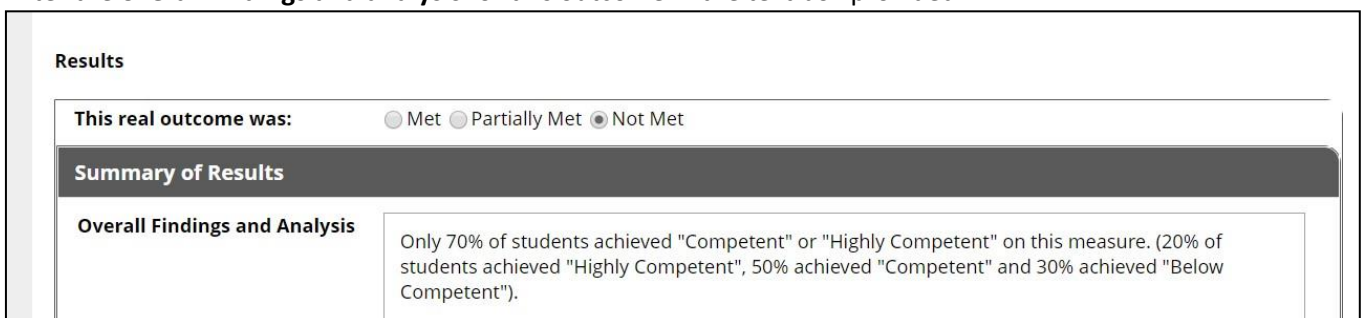 Results
This real outcome was: Met Partially Met Not Met
Summary of Results
Overall Findings and Analysis
Only 70% of students achieved "Competent" or "Highly Competent" on this measure. (20% of
students achieved "Highly Competent", 50% achieved "Competent" and 30% achieved "Below
Competent").